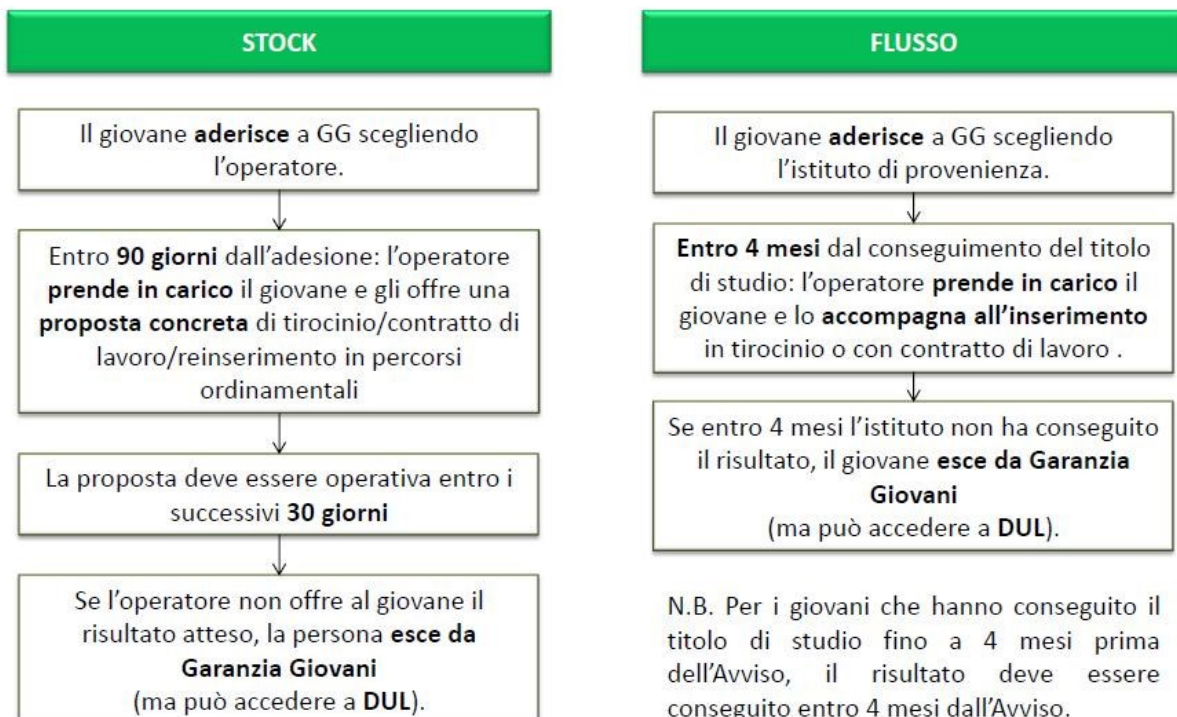 STOCK
Il giovane aderisce a GG scegliendo
l'operatore.
Entro 90 giorni dall'adesione: l'operatore
prende in carico il giovane e gli offre una
proposta concreta di tirocinio/contratto di
lavoro/reinserimento in percorsi
ordinamentali
La proposta deve essere operativa entro i
successivi 30 giorni
Se l'operatore non offre al giovane il
risultato atteso, la persona esce da
Garanzia Giovani
(ma può accedere a DUL).
FLUSSO
Il giovane aderisce a GG scegliendo
l'istituto di provenienza.
Entro 4 mesi dal conseguimento del titolo
di studio: l'operatore prende in carico il
giovane e lo accompagna all'inserimento
in tirocinio o con contratto di lavoro .
Se entro 4 mesi l'istituto non ha conseguito
il risultato, il giovane esce da Garanzia
Giovani
(ma può accedere a DUL).
N.B. Per i giovani che hanno conseguito il
titolo di studio fino a 4 mesi prima
dell'Avviso, il risultato deve essere
conseguito entro 4 mesi dall'Avviso.